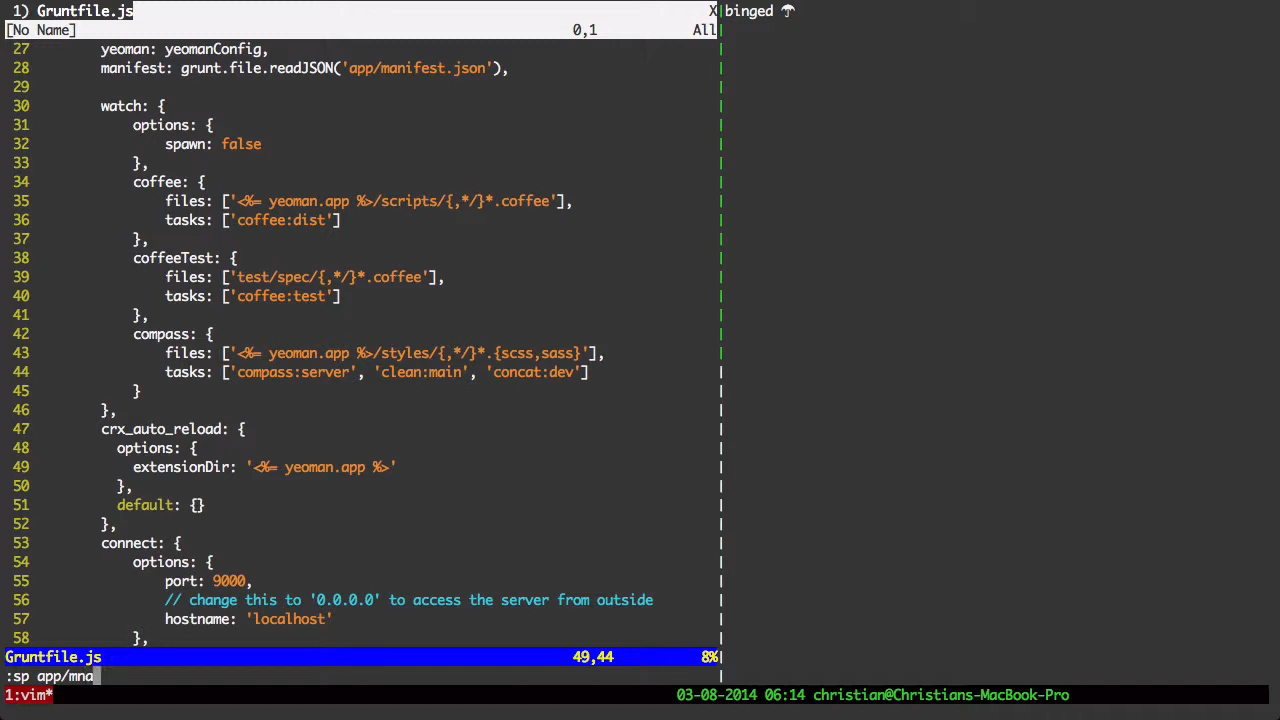 1) Gruntfile.js X
[No Name] 0,1 All
27 yeoman: yeomanConfig,
28 manifest: grunt.file.readJSON('app/manifest.json'),
29
30 watch: {
31 options: {
32 spawn: false
33 },
34 coffee: {
35 files: ['<%= yeoman.app %>/scripts/{,*/}*.coffee'],
36 tasks: ['coffee:dist']
37 },
38 coffeeTest: {
39 files: ['test/spec/{,*/}*.coffee'],
40 tasks: ['coffee:test']
41 },
42 compass: {
43 files: ['<%= yeoman.app %>/styles/{,*/}*.{scss,sass}'],
44 tasks: ['compass:server', 'clean:main', 'concat:dev']
45 }
46 },
47 crx_auto_reload: {
48 options: {
49 extensionDir: '<%= yeoman.app %>'
50 },
51 default: {}
52 },
53 connect: {
54 options: {
55 port: 9000,
56 // change this to '0.0.0.0' to access the server from outside
57 hostname: 'localhost'
58 },
Gruntfile.js 49,44 8%
:sp app/mna
binged ☂
1:vim* 03-08-2014 06:14 christian@Christians-MacBook-Pro